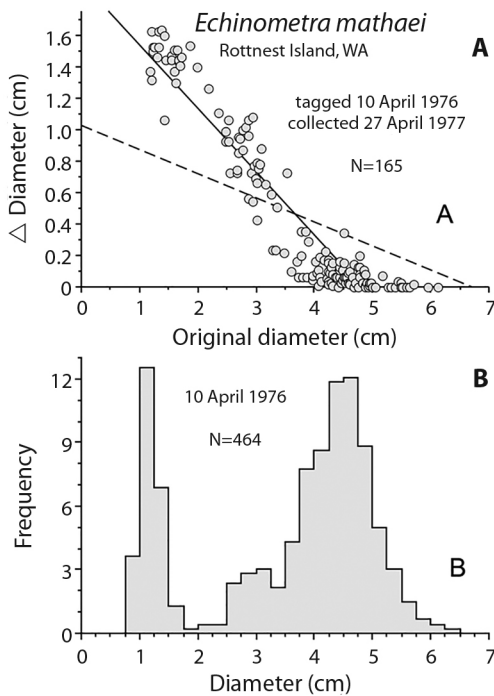 Echinometra mathaei
A
Rottnest Island, WA
tagged 10 April 1976
collected 27 April 1977
N=165
A
Δ Diameter (cm)
1.6
1.4
1.2
1.0
0.8
0.6
0.4
0.2
0
0 1 2 3 4 5 6 7
Original diameter (cm)
B
10 April 1976
N=464
B
Frequency
12
9
6
3
0
0 1 2 3 4 5 6 7
Diameter (cm)